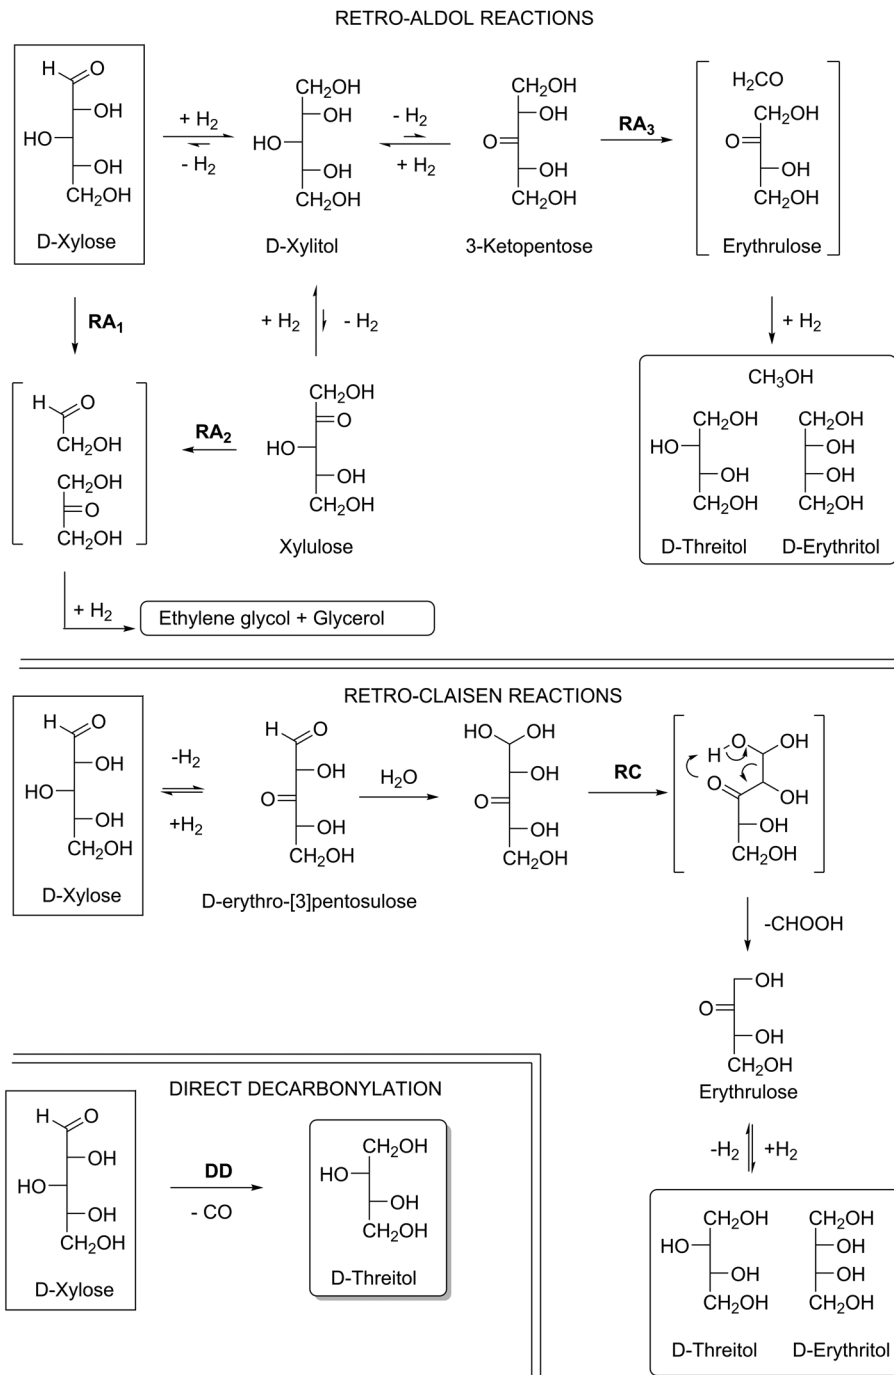 RETRO-ALDOL REACTIONS
H O
OH
HO
OH
CH2OH
D-Xylose
+ H2
- H2
CH2OH
OH
HO
OH
CH2OH
D-Xylitol
- H2
+ H2
CH2OH
OH
O
OH
CH2OH
3-Ketopentose
RA3
H2CO
CH2OH
O
OH
CH2OH
Erythrulose
RA1
+ H2 - H2
+ H2
H O
CH2OH
CH2OH
O
CH2OH
RA2
CH2OH
O
HO
OH
CH2OH
Xylulose
CH3OH
CH2OH
HO
OH
CH2OH
D-Threitol
CH2OH
OH
OH
CH2OH
D-Erythritol
+ H2
Ethylene glycol + Glycerol
RETRO-CLAISEN REACTIONS
H O
OH
HO
OH
CH2OH
D-Xylose
-H2
+H2
H O
OH
O
OH
CH2OH
D-erythro-[3]pentosulose
H2O
HO OH
OH
O
OH
CH2OH
RC
H O OH
O
OH
OH
CH2OH
-CHOOH
OH
O
OH
CH2OH
Erythrulose
-H2 +H2
CH2OH
HO
OH
CH2OH
D-Threitol
CH2OH
OH
OH
CH2OH
D-Erythritol
DIRECT DECARBONYLATION
H O
OH
HO
OH
CH2OH
D-Xylose
DD
- CO
CH2OH
HO
OH
CH2OH
D-Threitol